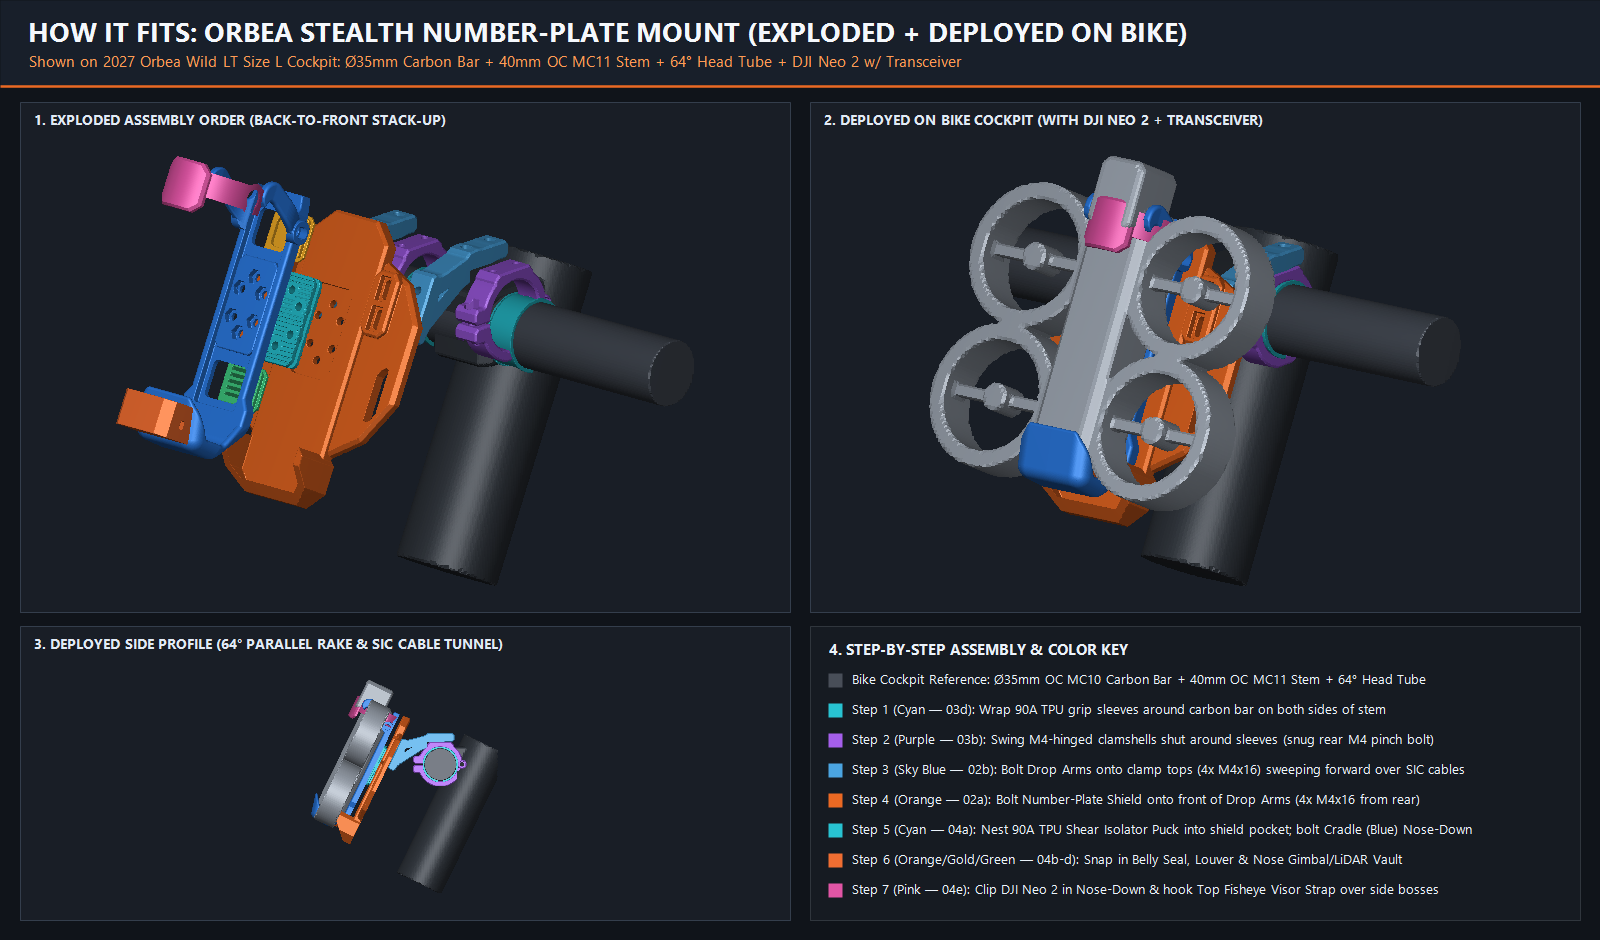 HOW IT FITS: ORBEA STEALTH NUMBER-PLATE MOUNT (EXPLODED + DEPLOYED ON BIKE)
Shown on 2027 Orbea Wild LT Size L Cockpit: Ø35mm Carbon Bar + 40mm OC MC11 Stem + 64° Head Tube + DJI Neo 2 w/ Transceiver
1. EXPLODED ASSEMBLY ORDER (BACK-TO-FRONT STACK-UP)
2. DEPLOYED ON BIKE COCKPIT (WITH DJI NEO 2 + TRANSCEIVER)
3. DEPLOYED SIDE PROFILE (64° PARALLEL RAKE & SIC CABLE TUNNEL)
4. STEP-BY-STEP ASSEMBLY & COLOR KEY
Bike Cockpit Reference: Ø35mm OC MC10 Carbon Bar + 40mm OC MC11 Stem + 64° Head Tube
Step 1 (Cyan — 03d): Wrap 90A TPU grip sleeves around carbon bar on both sides of stem
Step 2 (Purple — 03b): Swing M4-hinged clamshells shut around sleeves (snug rear M4 pinch bolt)
Step 3 (Sky Blue — 02b): Bolt Drop Arms onto clamp tops (4x M4x16) sweeping forward over SIC cables
Step 4 (Orange — 02a): Bolt Number-Plate Shield onto front of Drop Arms (4x M4x16 from rear)
Step 5 (Cyan — 04a): Nest 90A TPU Shear Isolator Puck into shield pocket; bolt Cradle (Blue) Nose-Down
Step 6 (Orange/Gold/Green — 04b-d): Snap in Belly Seal, Louver & Nose Gimbal/LiDAR Vault
Step 7 (Pink — 04e): Clip DJI Neo 2 in Nose-Down & hook Top Fisheye Visor Strap over side bosses